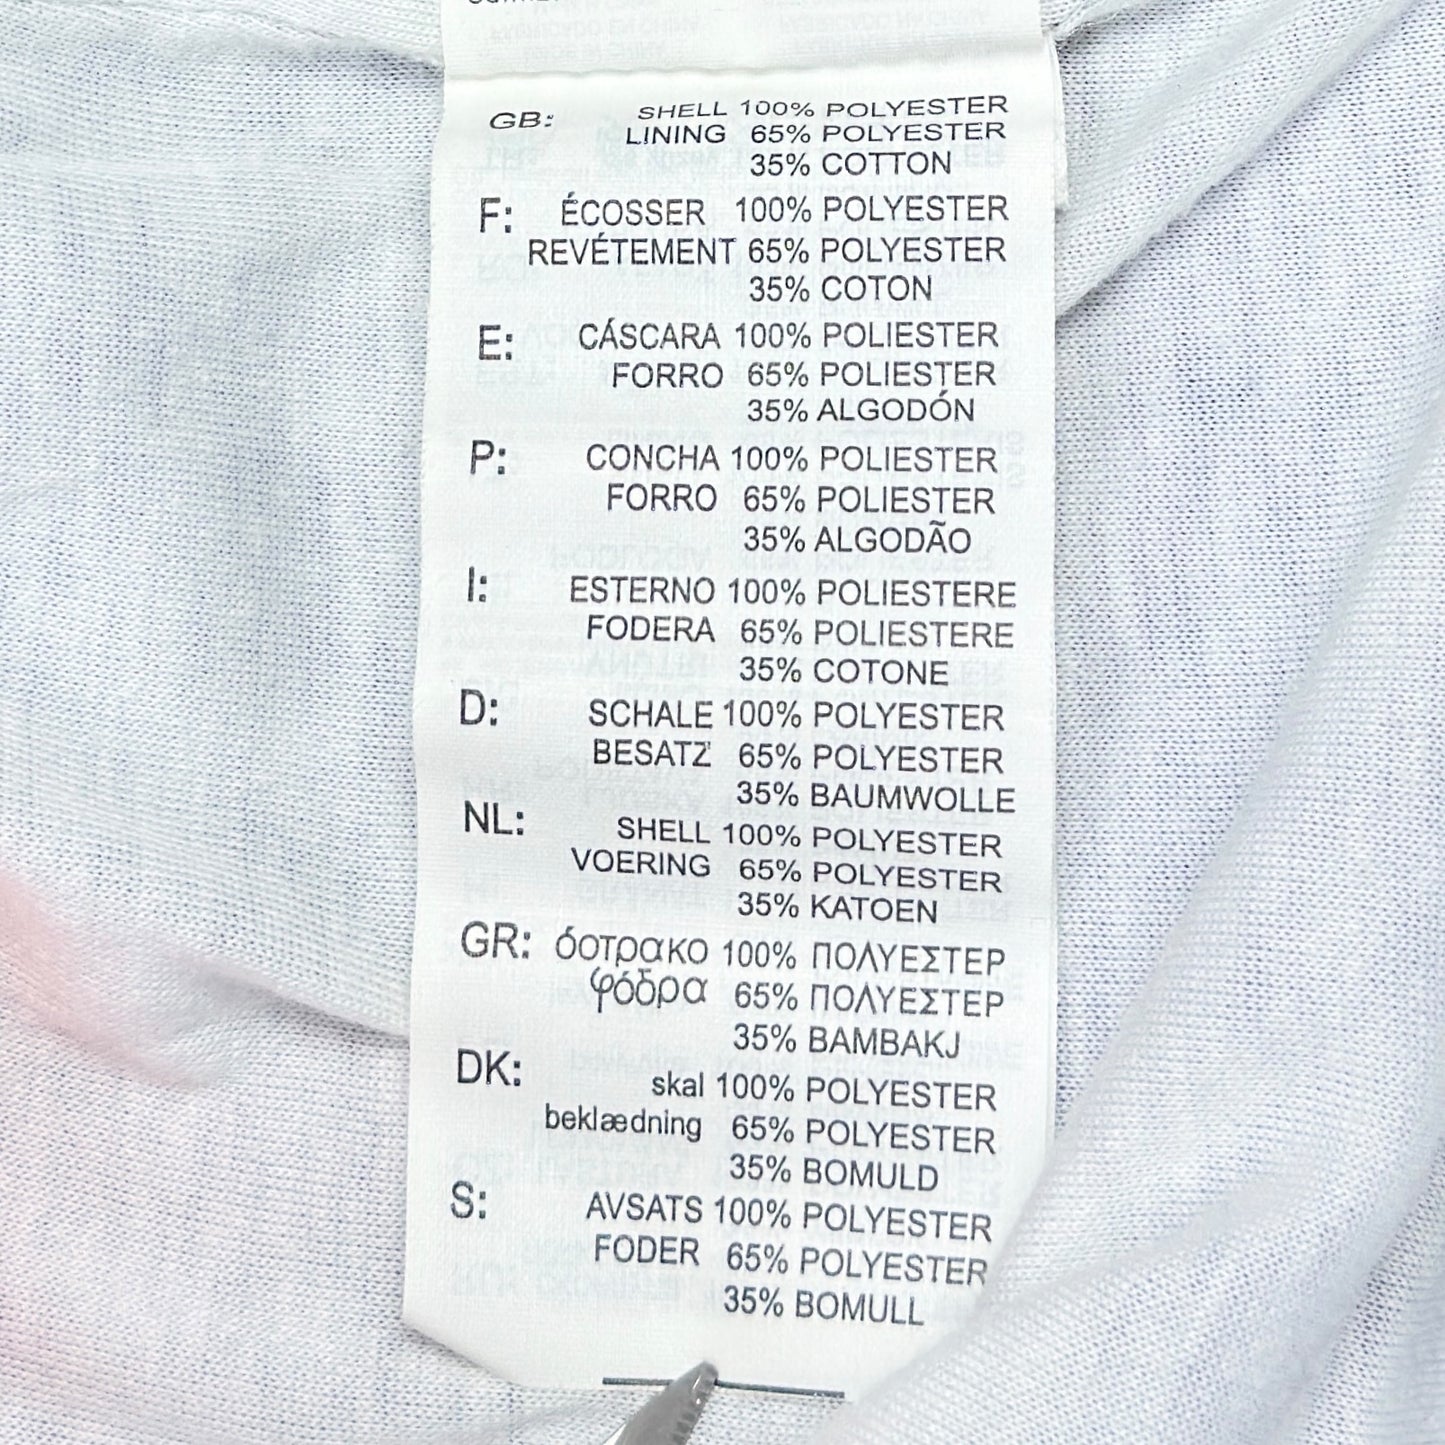 GB: SHELL 100% POLYESTER
LINING 65% POLYESTER
35% COTTON
F: ÉCOSSER 100% POLYESTER
REVÉTEMENT 65% POLYESTER
35% COTON
E: CÁSCARA 100% POLIESTER
FORRO 65% POLIESTER
35% ALGODÓN
P: CONCHA 100% POLIESTER
FORRO 65% POLIESTER
35% ALGODÃO
I: ESTERNO 100% POLIESTERE
FODERA 65% POLIESTERE
35% COTONE
D: SCHALE 100% POLYESTER
BESATZ 65% POLYESTER
35% BAUMWOLLE
NL: SHELL 100% POLYESTER
VOERING 65% POLYESTER
35% KATOEN
GR: όστρακο 100% ΠΟΛΥΕΣΤΕΡ
φόδρα 65% ΠΟΛΥΕΣΤΕΡ
35% BAMBAKJ
DK: skal 100% POLYESTER
beklædning 65% POLYESTER
35% BOMULD
S: AVSATS 100% POLYESTER
FODER 65% POLYESTER
35% BOMULL